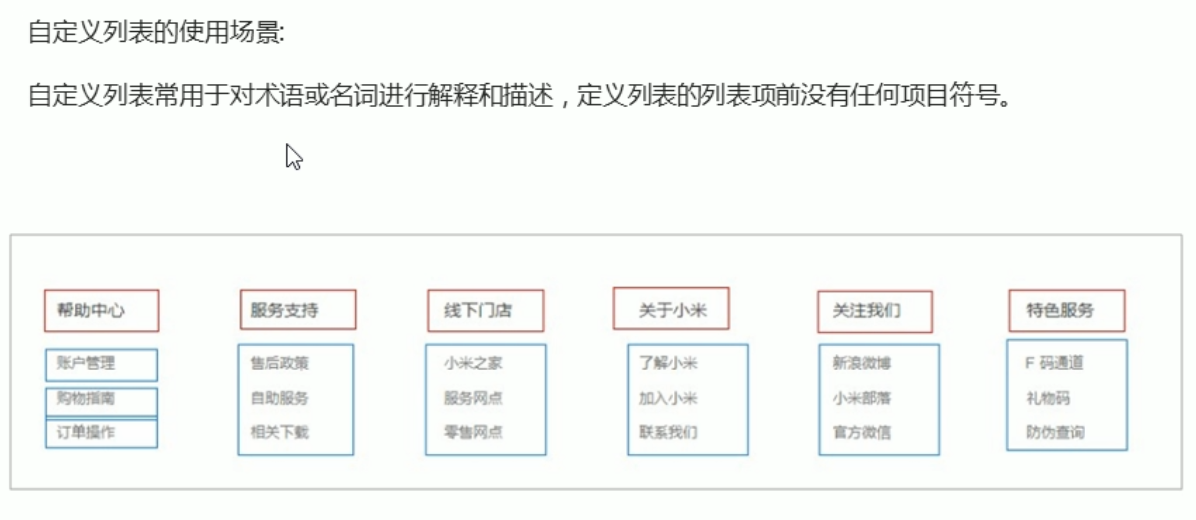 自定义列表的使用场景:
自定义列表常用于对术语或名词进行解释和描述，定义列表的列表项前没有任何项目符号。
帮助中心 服务支持 线下门店 关于小米 关注我们 特色服务
账户管理 售后政策 小米之家 了解小米 新浪微博 F 码通道
购物指南 自助服务 服务网点 加入小米 小米部落 礼物码
订单操作 相关下载 零售网点 联系我们 官方微信 防伪查询